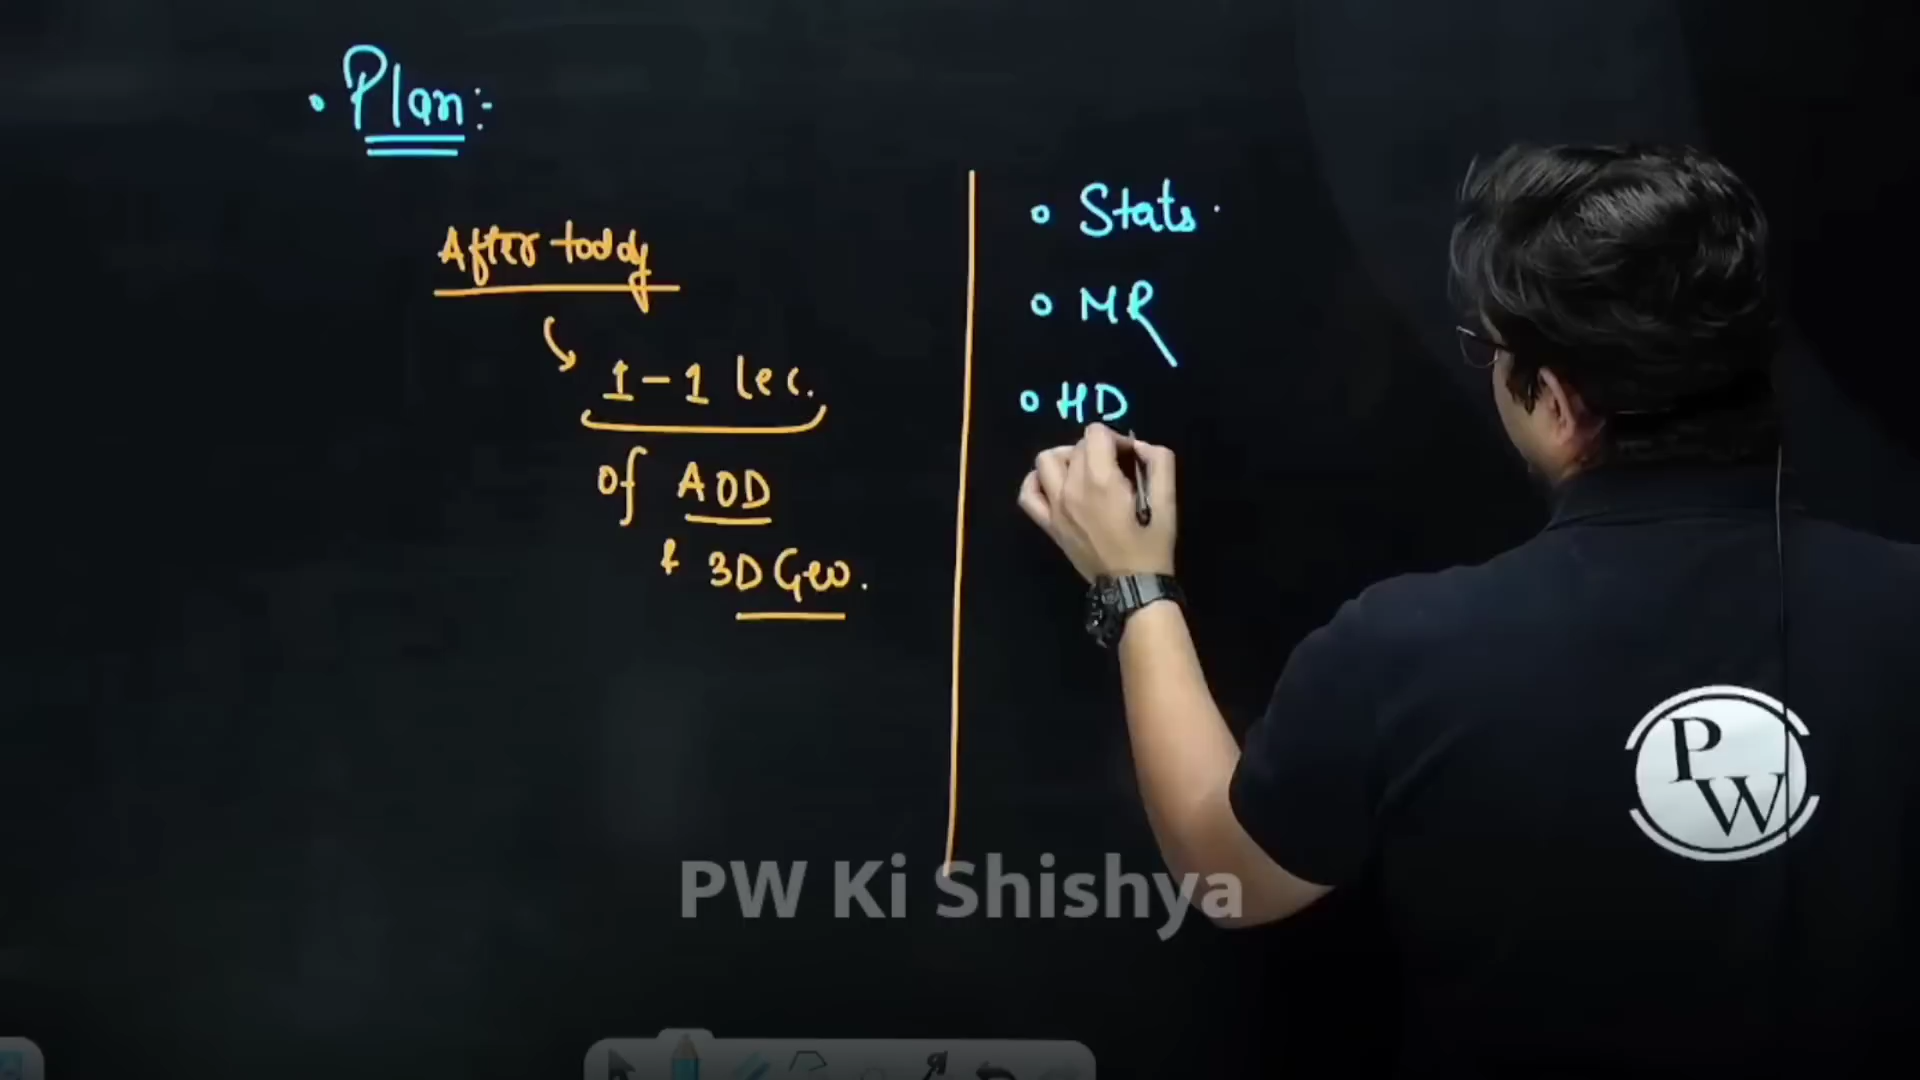 • Plan:-
After today
1-1 lec.
of AOD
& 3D Geo.
Stats.
MR
HD
PW
PW Ki Shishya